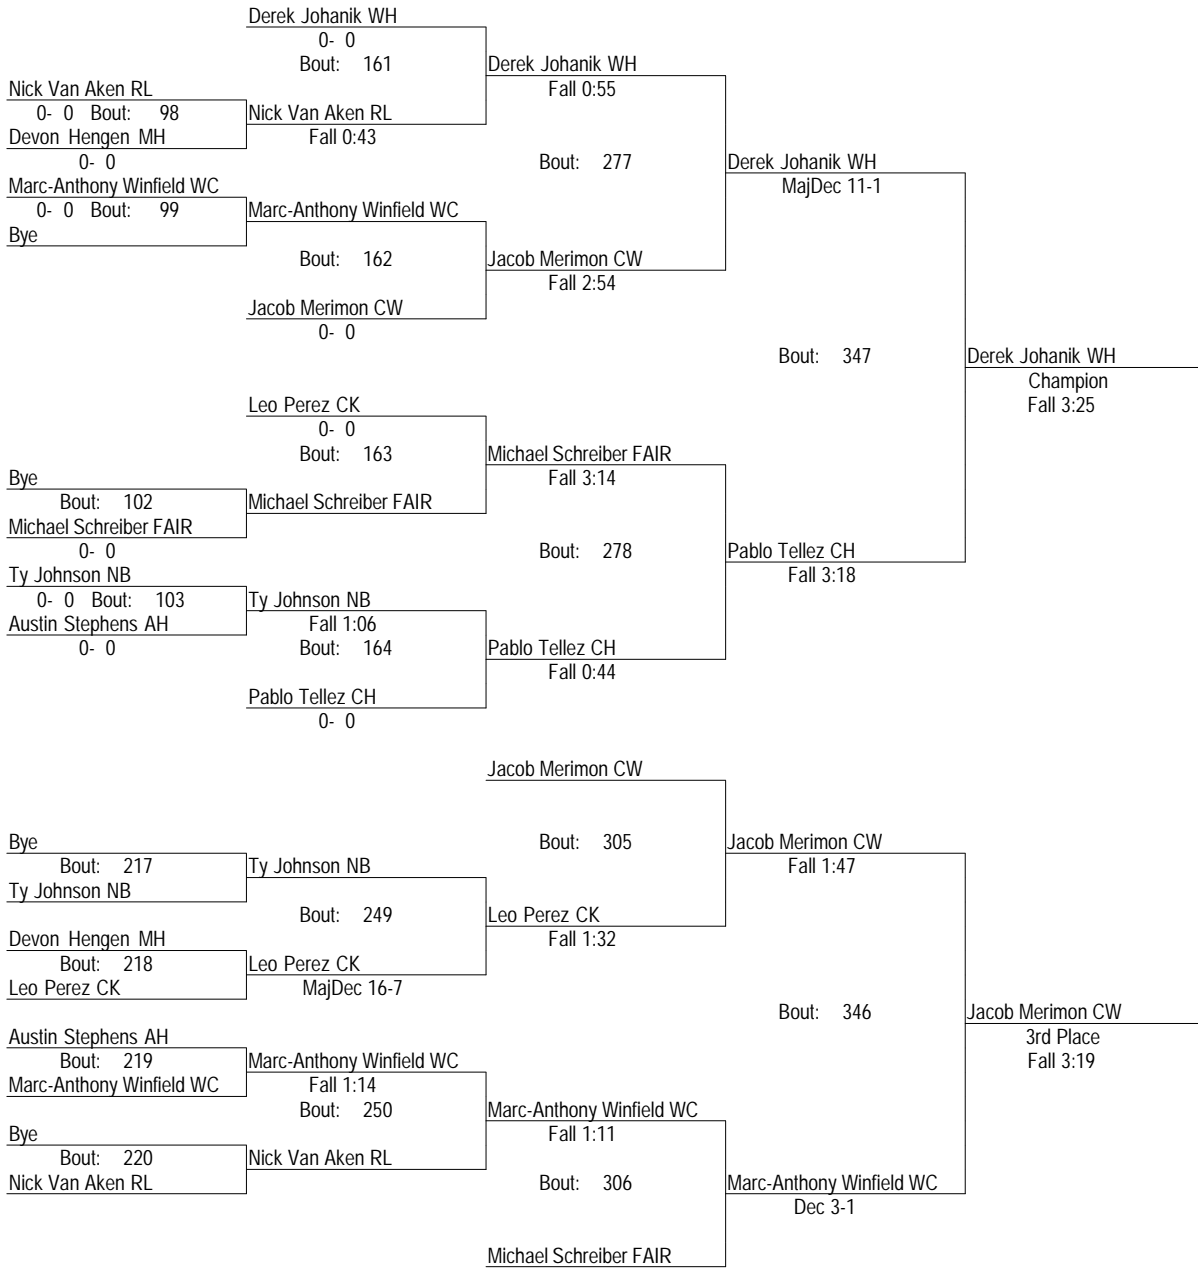 Derek Johanik WH
0- 0
Bout: 161
Derek Johanik WH
Nick Van Aken RL
Fall 0:55
0- 0 Bout: 98
Nick Van Aken RL
Devon Hengen MH
Fall 0:43
0- 0
Bout: 277
Derek Johanik WH
Marc-Anthony Winfield WC
MajDec 11-1
0- 0 Bout: 99
Marc-Anthony Winfield WC
Bye
Bout: 162
Jacob Merimon CW
Fall 2:54
Jacob Merimon CW
0- 0
Bout: 347
Derek Johanik WH
Champion
Fall 3:25
Leo Perez CK
0- 0
Bout: 163
Michael Schreiber FAIR
Bye
Fall 3:14
Bout: 102
Michael Schreiber FAIR
Michael Schreiber FAIR
0- 0
Bout: 278
Pablo Tellez CH
Ty Johnson NB
Fall 3:18
0- 0 Bout: 103
Ty Johnson NB
Austin Stephens AH
Fall 1:06
0- 0
Bout: 164
Pablo Tellez CH
Fall 0:44
Pablo Tellez CH
0- 0
Jacob Merimon CW
Bye
Bout: 305
Jacob Merimon CW
Bout: 217
Ty Johnson NB
Fall 1:47
Ty Johnson NB
Bout: 249
Leo Perez CK
Devon Hengen MH
Fall 1:32
Bout: 218
Leo Perez CK
Leo Perez CK
MajDec 16-7
Bout: 346
Jacob Merimon CW
Austin Stephens AH
3rd Place
Bout: 219
Marc-Anthony Winfield WC
Fall 3:19
Marc-Anthony Winfield WC
Fall 1:14
Bout: 250
Marc-Anthony Winfield WC
Bye
Fall 1:11
Bout: 220
Nick Van Aken RL
Nick Van Aken RL
Bout: 306
Marc-Anthony Winfield WC
Dec 3-1
Michael Schreiber FAIR